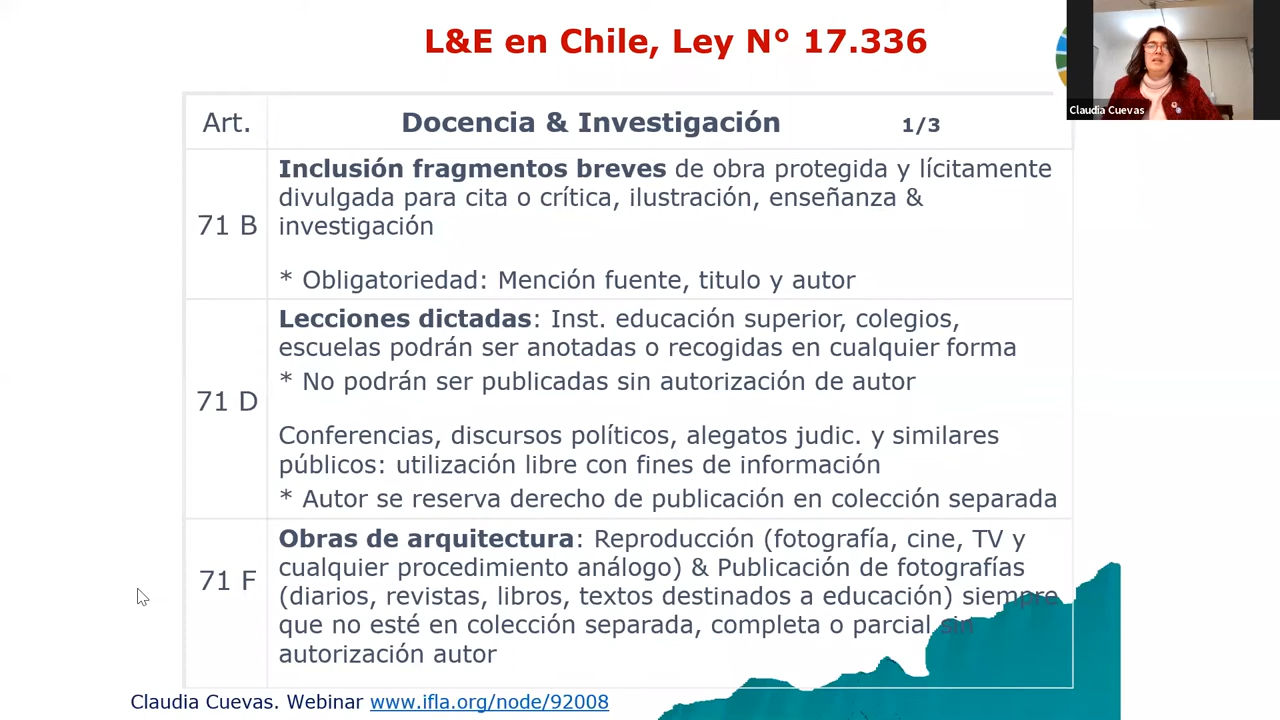 L&E en Chile, Ley N° 17.336
Claudia Cuevas
Art.
Docencia & Investigación
1/3
71 B
Inclusión fragmentos breves de obra protegida y lícitamente
divulgada para cita o crítica, ilustración, enseñanza &
investigación
* Obligatoriedad: Mención fuente, titulo y autor
71 D
Lecciones dictadas: Inst. educación superior, colegios,
escuelas podrán ser anotadas o recogidas en cualquier forma
* No podrán ser publicadas sin autorización de autor
Conferencias, discursos políticos, alegatos judic. y similares
públicos: utilización libre con fines de información
* Autor se reserva derecho de publicación en colección separada
71 F
Obras de arquitectura: Reproducción (fotografía, cine, TV y
cualquier procedimiento análogo) & Publicación de fotografías
(diarios, revistas, libros, textos destinados a educación) siempre
que no esté en colección separada, completa o parcial sin
autorización autor
Claudia Cuevas. Webinar www.ifla.org/node/92008